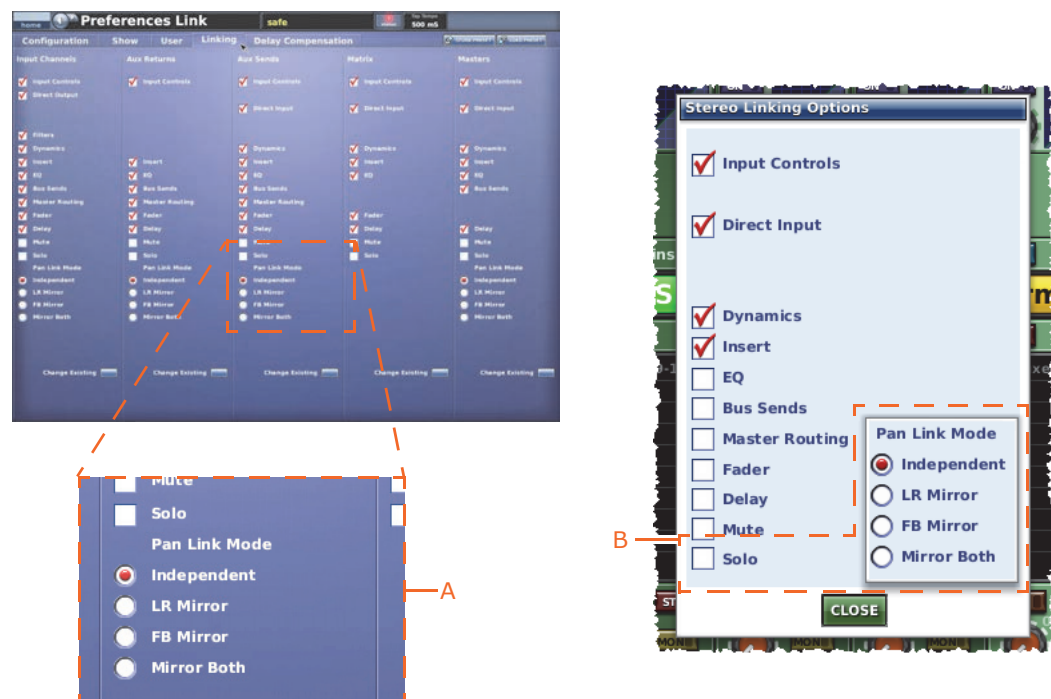 home
Preferences Link
safe
Tap Tempo
500 mS
Configuration Show User Linking Delay Compensation
Input Channels
Input Controls
Direct Output
Filters
Dynamics
Insert
EQ
Bus Sends
Master Routing
Fader
Delay
Mute
Solo
Pan Link Mode
Independent
LR Mirror
FB Mirror
Mirror Both
Change Existing
Aux Returns
Input Controls
Insert
EQ
Bus Sends
Master Routing
Fader
Delay
Mute
Solo
Pan Link Mode
Independent
LR Mirror
FB Mirror
Mirror Both
Change Existing
Aux Sends
Input Controls
Direct Input
Dynamics
Insert
EQ
Bus Sends
Master Routing
Fader
Delay
Solo
Pan Link Mode
Independent
LR Mirror
FB Mirror
Mirror Both
Change Existing
Matrix
Input Controls
Direct Input
Dynamics
Insert
EQ
Fader
Delay
Mute
Solo
Change Existing
Masters
Input Controls
Direct Input
Dynamics
Insert
EQ
Bus Sends
Delay
Mute
Solo
Pan Link Mode
Independent
LR Mirror
FB Mirror
Mirror Both
Change Existing
Mute
Solo
Pan Link Mode
Independent
LR Mirror
FB Mirror
Mirror Both
A
Stereo Linking Options
Input Controls
Direct Input
Dynamics
Insert
EQ
Bus Sends
Master Routing
Fader
Delay
Mute
Solo
Pan Link Mode
Independent
LR Mirror
FB Mirror
Mirror Both
B
CLOSE